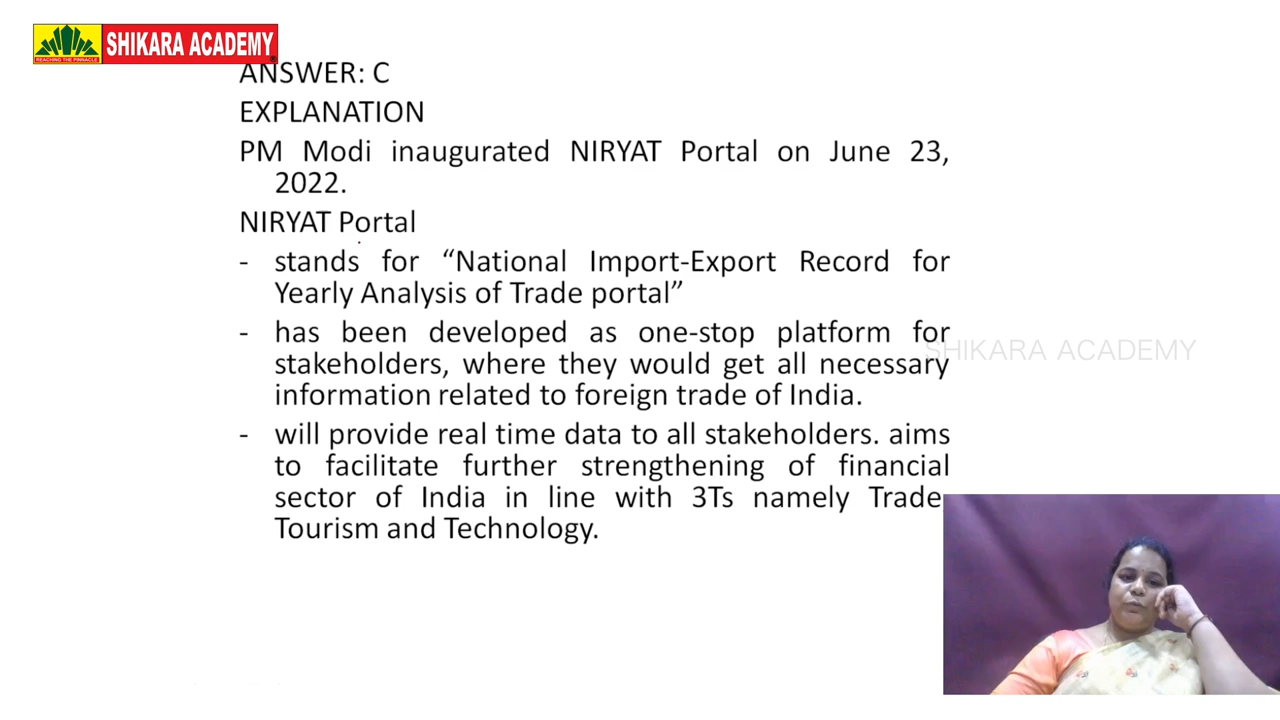 SHIKARA ACADEMY
REACHING THE PINNACLE
ANSWER: C
EXPLANATION
PM Modi inaugurated NIRYAT Portal on June 23,
2022.
NIRYAT Portal
- stands for “National Import-Export Record for
Yearly Analysis of Trade portal”
- has been developed as one-stop platform for
stakeholders, where they would get all necessary
SHIKARA ACADEMY
information related to foreign trade of India.
- will provide real time data to all stakeholders. aims
to facilitate further strengthening of financial
sector of India in line with 3Ts namely Trade
Tourism and Technology.